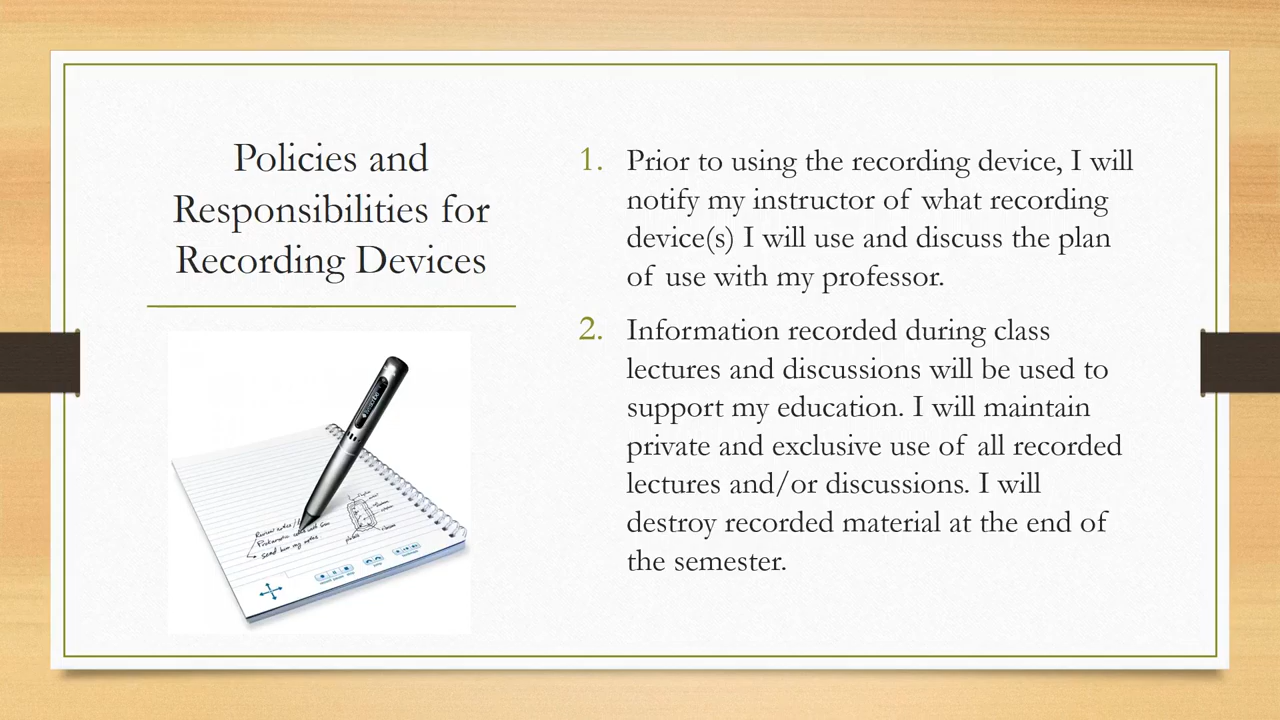 Policies and
Responsibilities for
Recording Devices
1. Prior to using the recording device, I will
notify my instructor of what recording
device(s) I will use and discuss the plan
of use with my professor.
2. Information recorded during class
lectures and discussions will be used to
support my education. I will maintain
private and exclusive use of all recorded
lectures and/or discussions. I will
destroy recorded material at the end of
the semester.